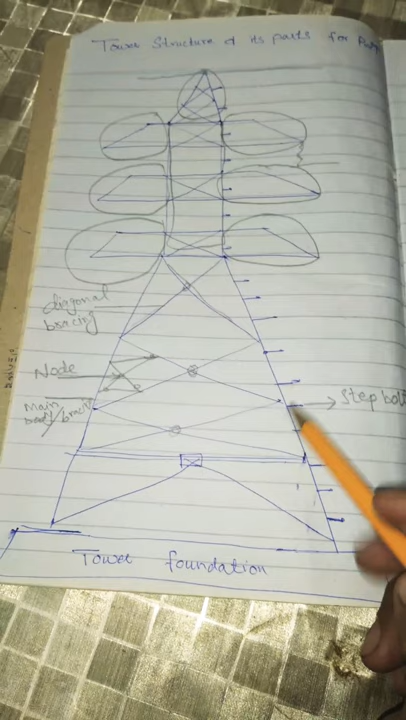 Tower Structure & its parts for
diagonal
bracing
Node
Main
Step bolt
Tower foundation